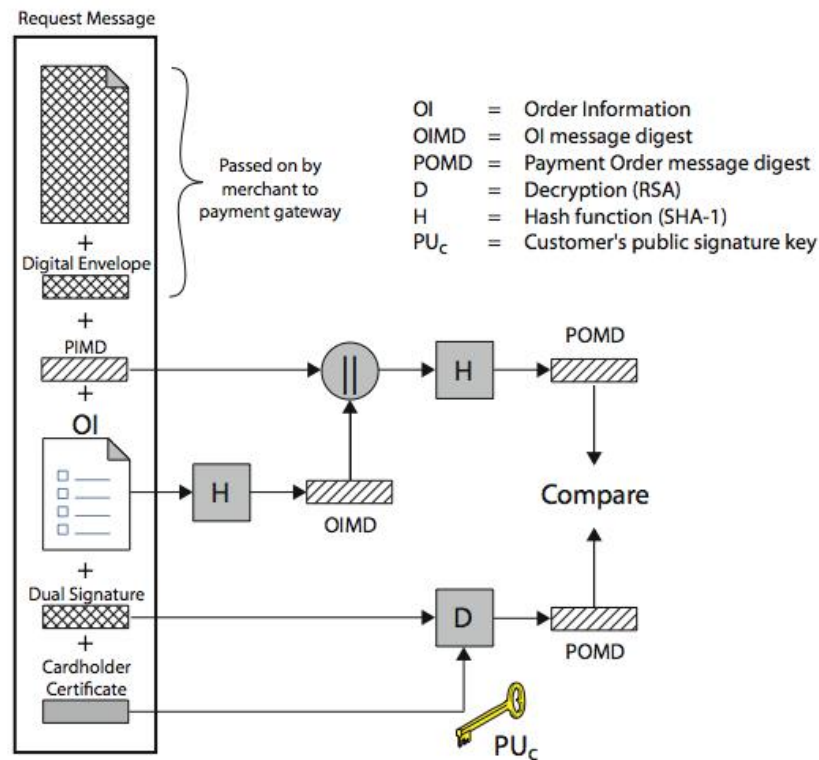 Request Message
Passed on by
merchant to
payment gateway
OI = Order Information
OIMD = OI message digest
POMD = Payment Order message digest
D = Decryption (RSA)
H = Hash function (SHA-1)
PUc = Customer's public signature key
+
Digital Envelope
+
PIMD
+
OI
||
H
POMD
H
OIMD
Compare
+
Dual Signature
+
D
POMD
Cardholder
Certificate
PUc